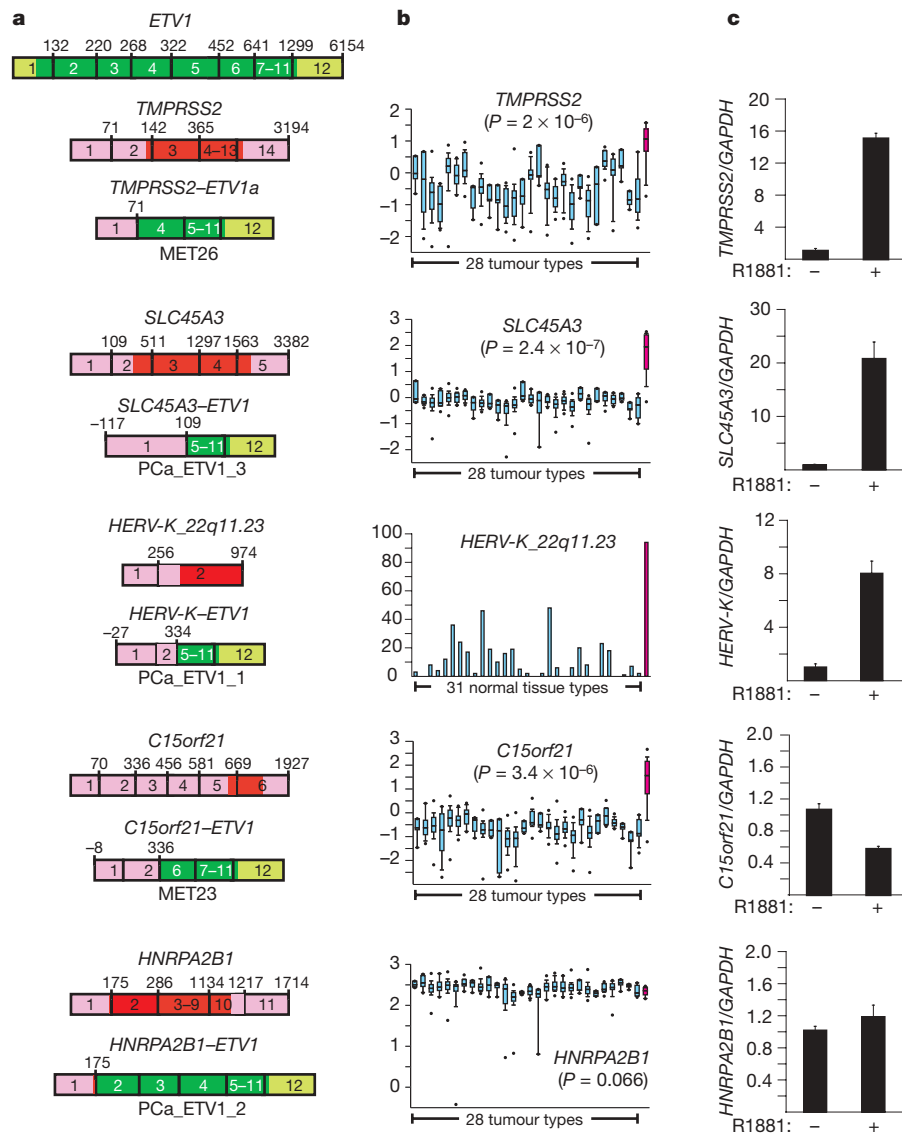 a
ETV1
132 220 268 322 452 641 1299 6154
1 2 3 4 5 6 7–11 12
TMPRSS2
71 142 365 3194
1 2 3 4–13 14
TMPRSS2–ETV1a
71
1 4 5–11 12
MET26
SLC45A3
109 511 1297 1563 3382
1 2 3 4 5
SLC45A3–ETV1
–117 109
1 5–11 12
PCa_ETV1_3
HERV-K_22q11.23
256 974
1 2
HERV-K–ETV1
–27 334
1 2 5–11 12
PCa_ETV1_1
C15orf21
70 336 456 581 669 1927
1 2 3 4 5 6
C15orf21–ETV1
–8 336
1 2 6 7–11 12
MET23
HNRPA2B1
175 286 1134 1217 1714
1 2 3–9 10 11
HNRPA2B1–ETV1
175
1 2 3 4 5–11 12
PCa_ETV1_2
b
TMPRSS2
(P = 2 × 10⁻⁶)
2
1
0
–1
–2
28 tumour types
SLC45A3
(P = 2.4 × 10⁻⁷)
3
2
1
0
–1
–2
28 tumour types
HERV-K_22q11.23
100
80
60
40
20
0
31 normal tissue types
C15orf21
(P = 3.4 × 10⁻⁶)
3
2
1
0
–1
–2
28 tumour types
3
2
1
0
HNRPA2B1
(P = 0.066)
28 tumour types
c
TMPRSS2/GAPDH
20
16
12
8
4
R1881: – +
SLC45A3/GAPDH
30
20
10
R1881: – +
HERV-K/GAPDH
12
8
4
R1881: – +
C15orf21/GAPDH
2.0
1.6
1.2
0.8
0.4
R1881: – +
HNRPA2B1/GAPDH
2.0
1.6
1.2
0.8
0.4
R1881: – +